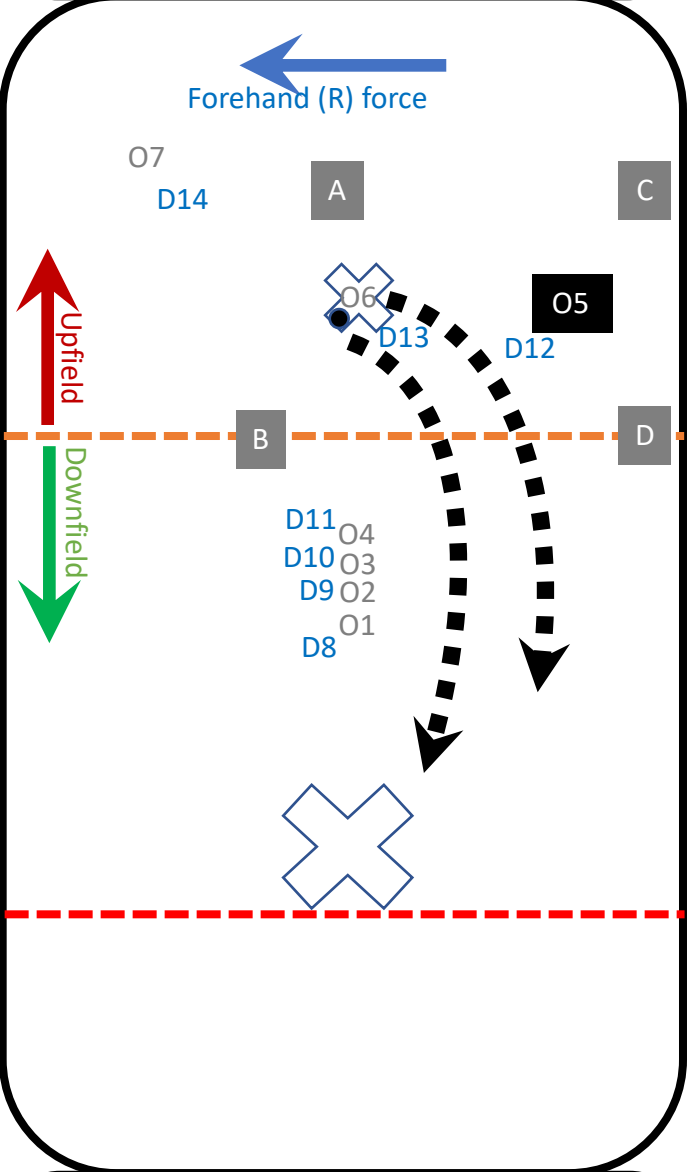 Forehand (R) force
O7
D14
A
C
O6
O5
D13
D12
Upfield
B
D
Downfield
D11
O4
D10
O3
D9
O2
O1
D8